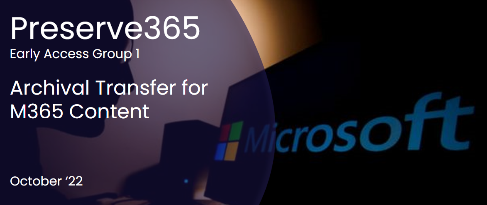 Preserve365
Early Access Group 1
Archival Transfer for
M365 Content
Microsoft
October ‘22